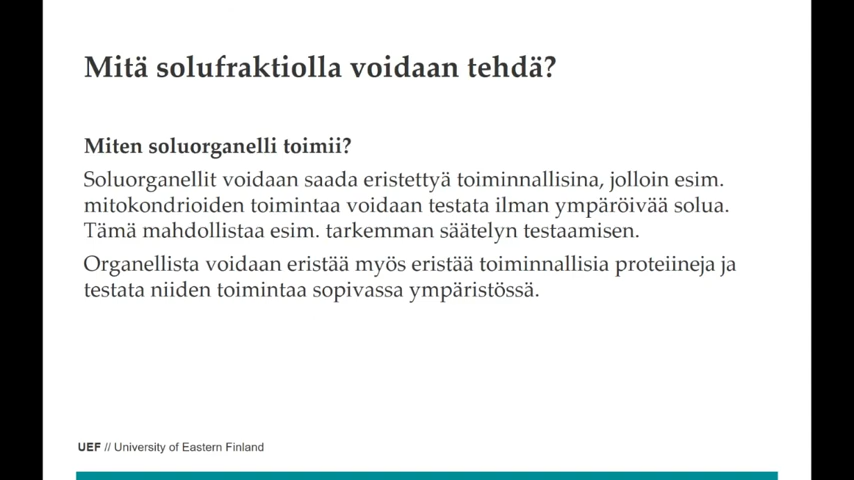 Mitä solufraktiolla voidaan tehdä?
Miten soluorganelli toimii?
Soluorganellit voidaan saada eristettyä toiminnallisina, jolloin esim.
mitokondrioiden toimintaa voidaan testata ilman ympäröivää solua.
Tämä mahdollistaa esim. tarkemman säätelyn testaamisen.
Organellista voidaan eristää myös eristää toiminnallisia proteiineja ja
testata niiden toimintaa sopivassa ympäristössä.
UEF // University of Eastern Finland